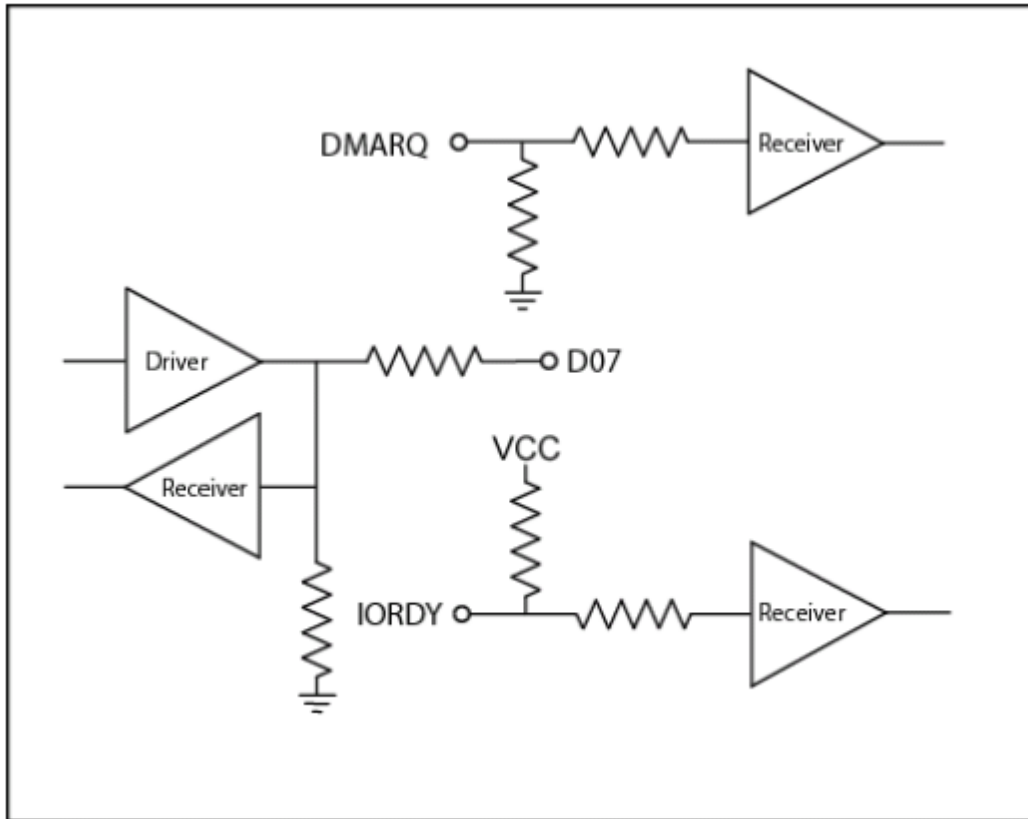 DMARQ
Receiver
Driver
D07
Receiver
VCC
IORDY
Receiver